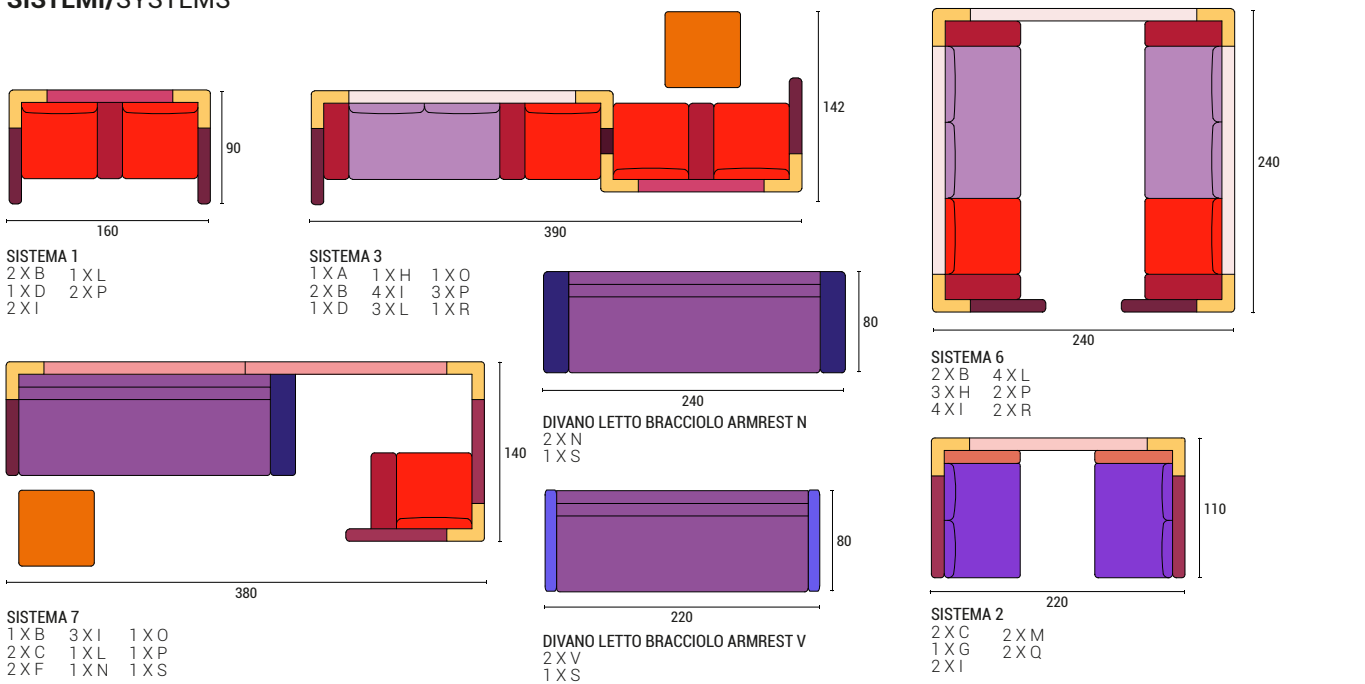 SISTEMI/SYSTEMS
90
160
SISTEMA 1
2 X B 1 X L
1 X D 2 X P
2 X I
142
390
SISTEMA 3
1 X A 1 X H 1 X O
2 X B 4 X I 3 X P
1 X D 3 X L 1 X R
240
240
SISTEMA 6
2 X B 4 X L
3 X H 2 X P
4 X I 2 X R
80
240
DIVANO LETTO BRACCIOLO ARMREST N
2 X N
1 X S
140
380
SISTEMA 7
1 X B 3 X I 1 X O
2 X C 1 X L 1 X P
2 X F 1 X N 1 X S
80
220
DIVANO LETTO BRACCIOLO ARMREST V
2 X V
1 X S
110
220
SISTEMA 2
2 X C 2 X M
1 X G 2 X Q
2 X I